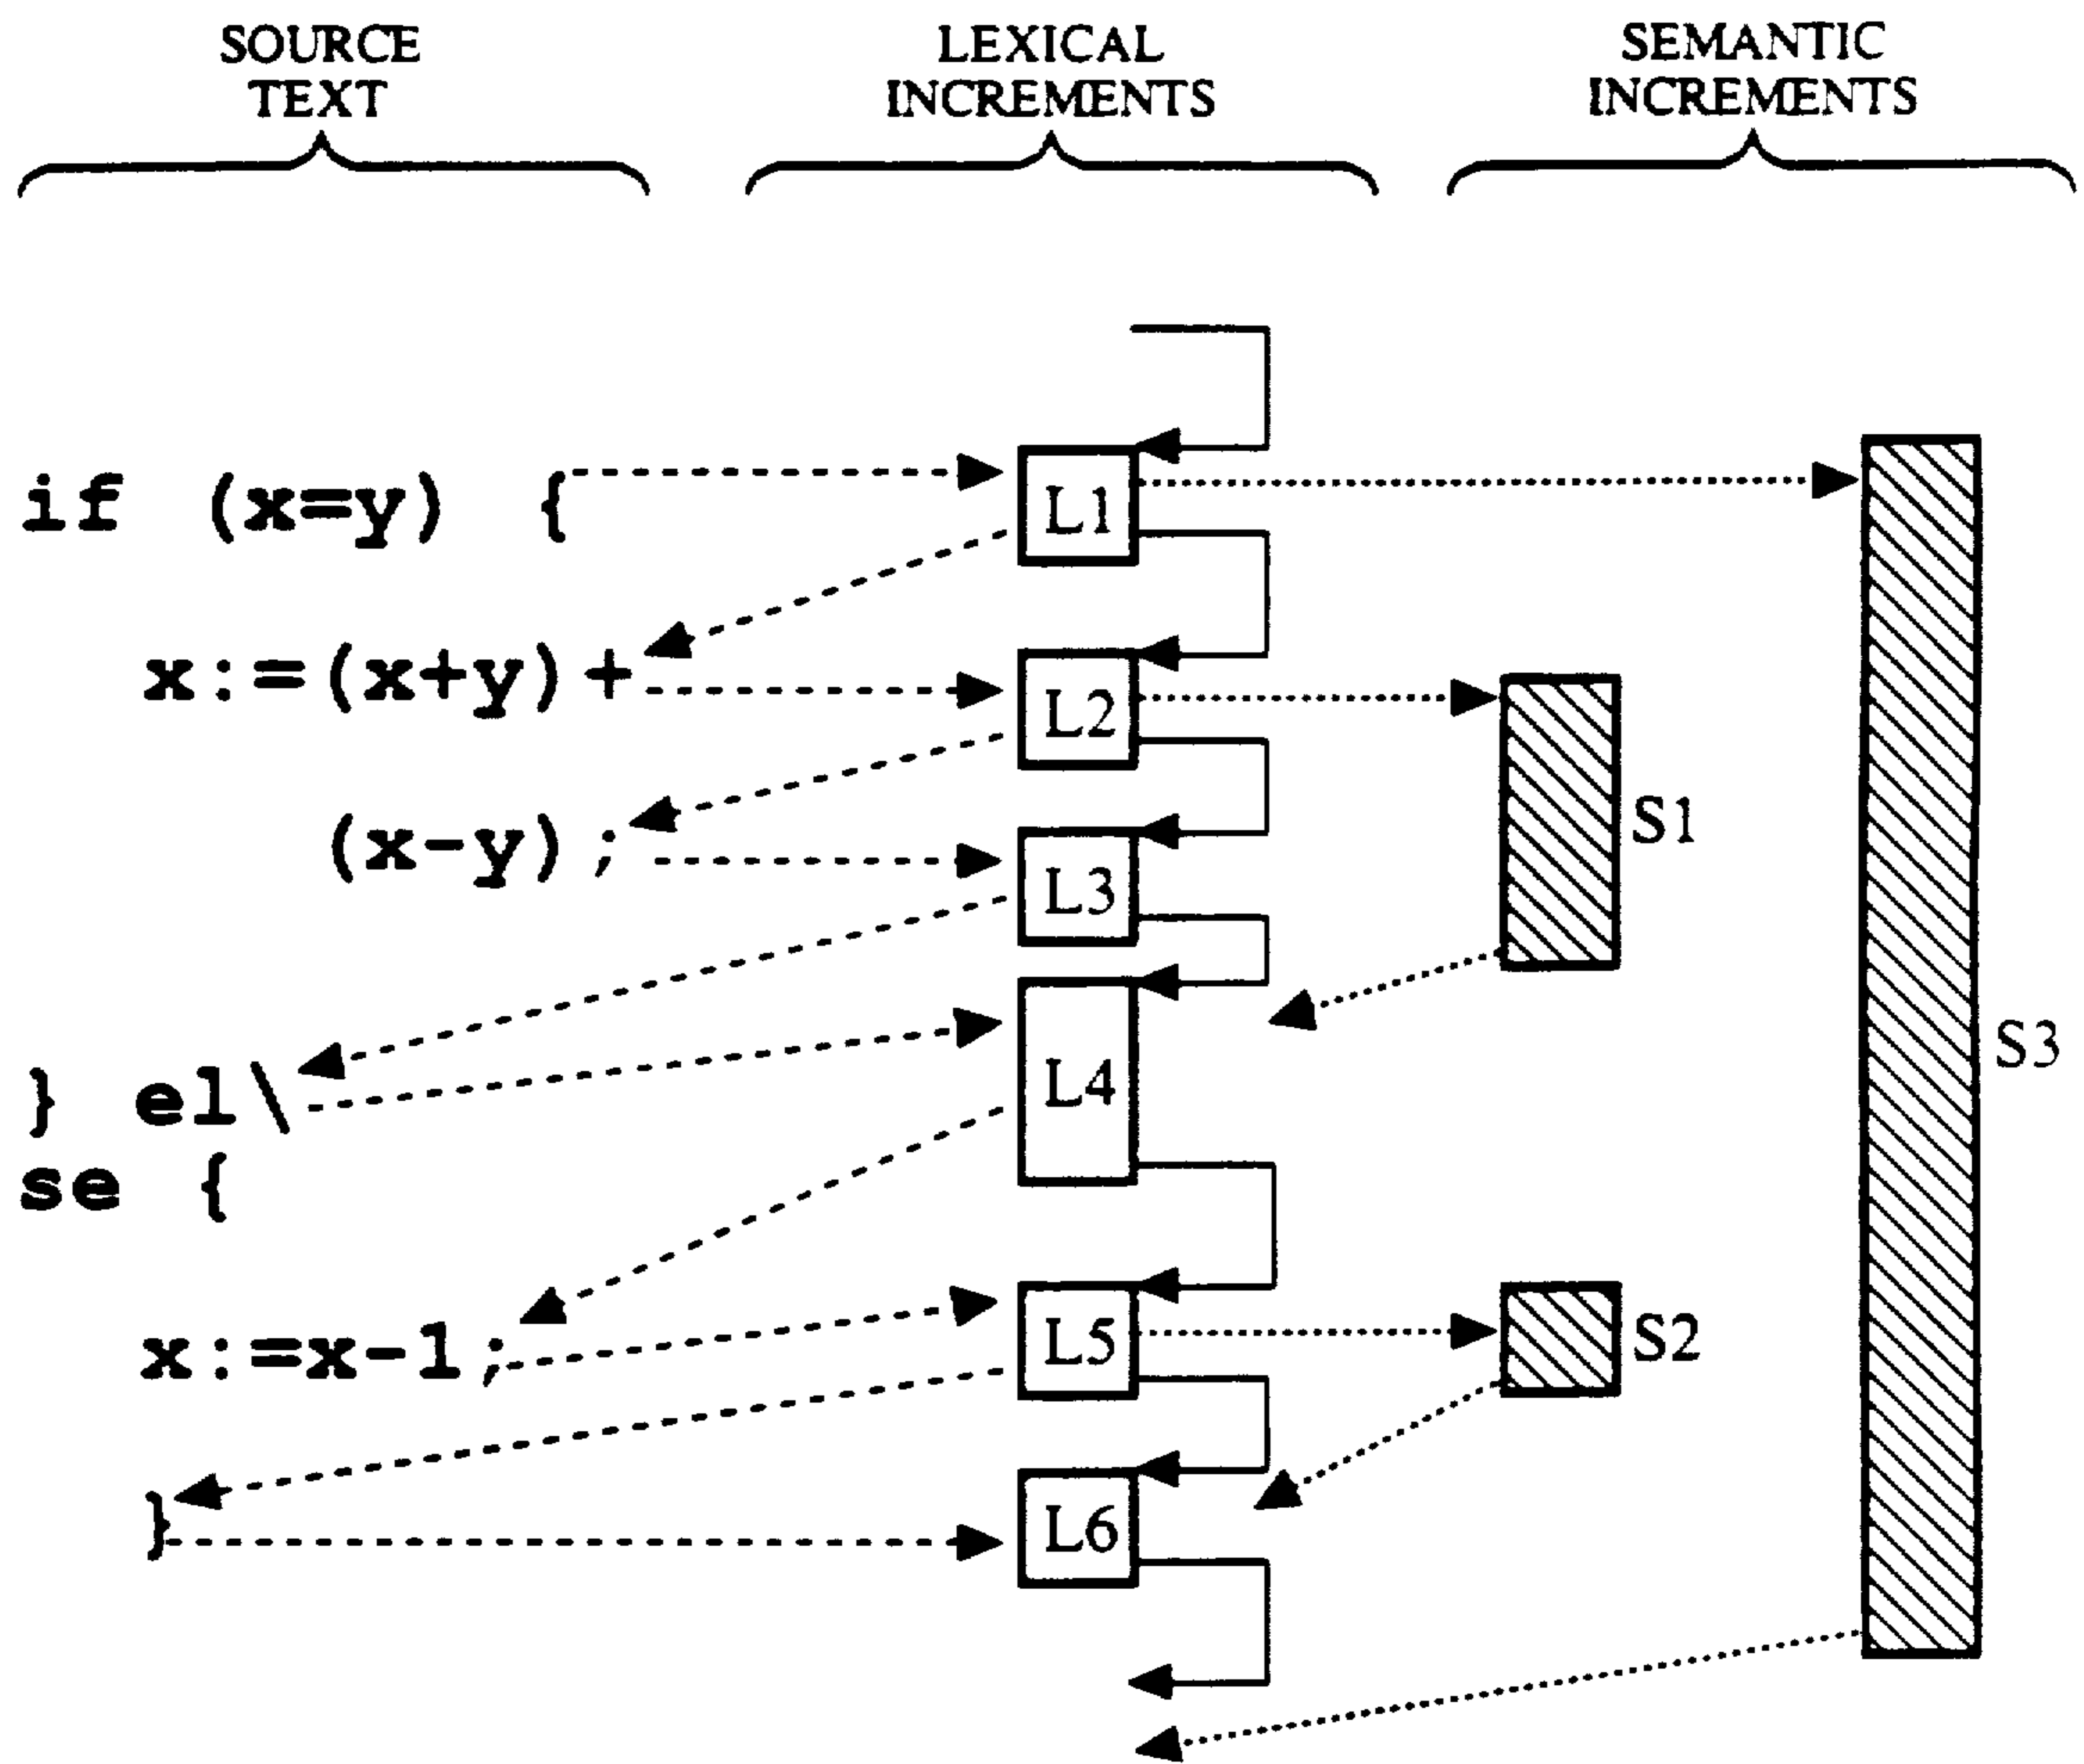 SOURCE
TEXT
LEXICAL
INCREMENTS
SEMANTIC
INCREMENTS
if (x=y) {
L1
x:=(x+y)+
L2
(x-y);
S1
L3
} el\
L4
S3
se {
x:=x-1;
L5
S2
}
L6